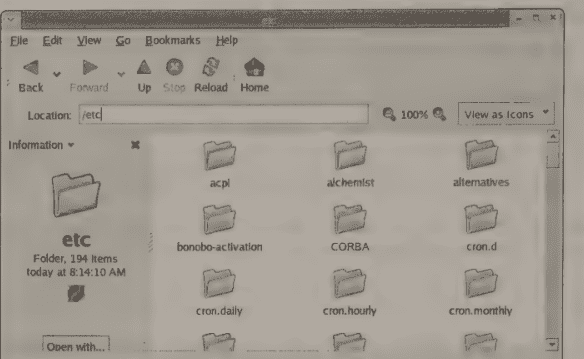 etc
File Edit View Go Bookmarks Help
Back Forward Up Stop Reload Home
Location: /etc 100% View as Icons
Information
acpi alchemist alternatives
etc
Folder, 194 items
today at 8:14:10 AM
bonobo-activation CORBA cron.d
cron.daily cron.hourly cron.monthly
Open with...